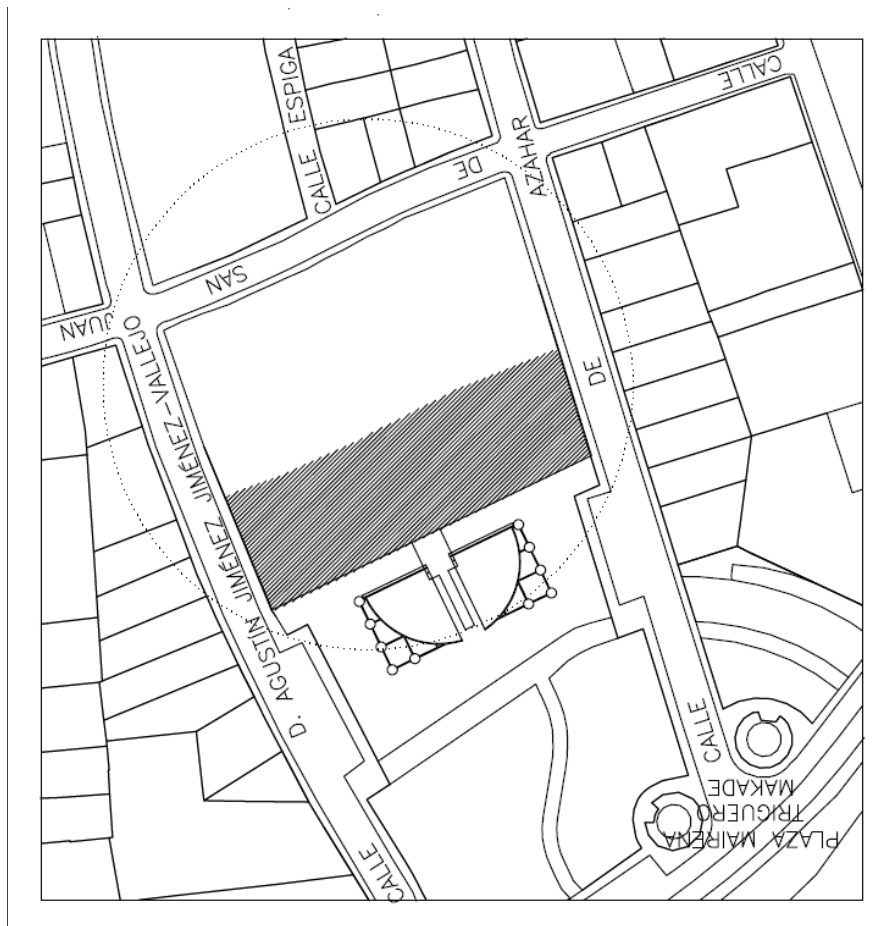 CALLE ESPIGA
CALLE
DE
AZAHAR
SAN
JUAN
DE
CALLE
D. AGUSTÍN JIMÉNEZ JIMÉNEZ-VALLEJO
CALLE
PLAZA MAIRENA
TRIGUERO
MAKADE